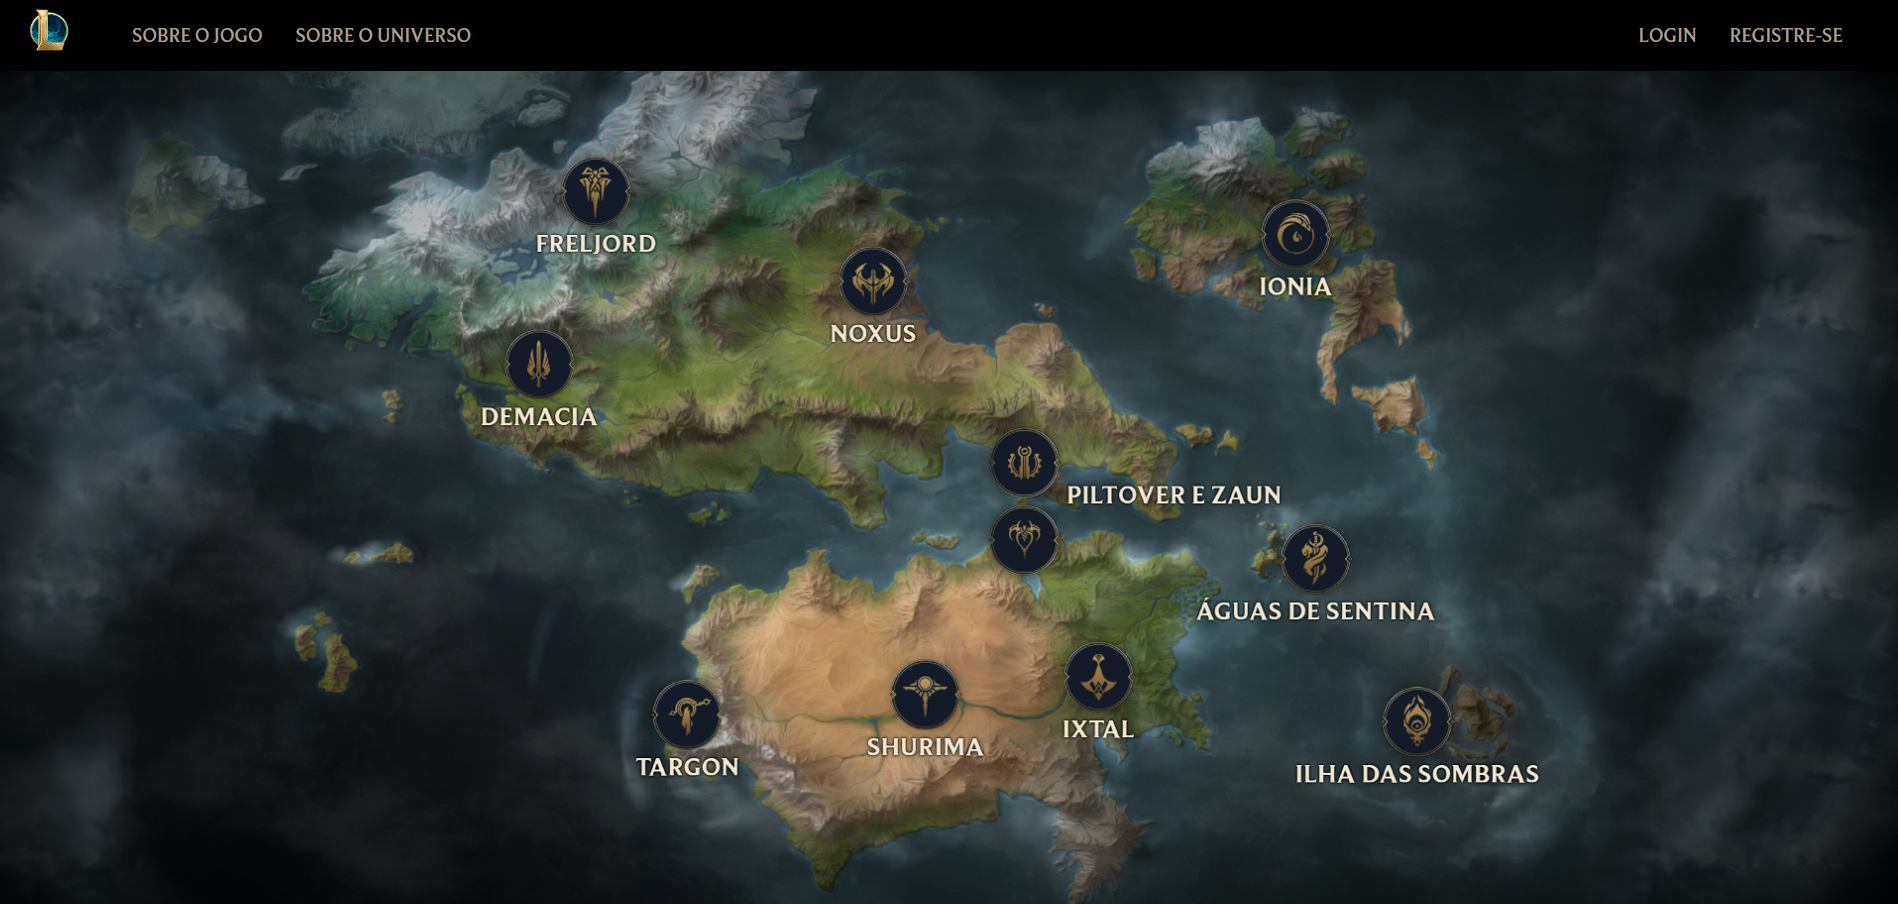 SOBRE O JOGO
SOBRE O UNIVERSO
LOGIN
REGISTRE-SE
FRELJORD
IONIA
NOXUS
DEMACIA
PILTOVER E ZAUN
ÁGUAS DE SENTINA
IXTAL
SHURIMA
TARGON
ILHA DAS SOMBRAS